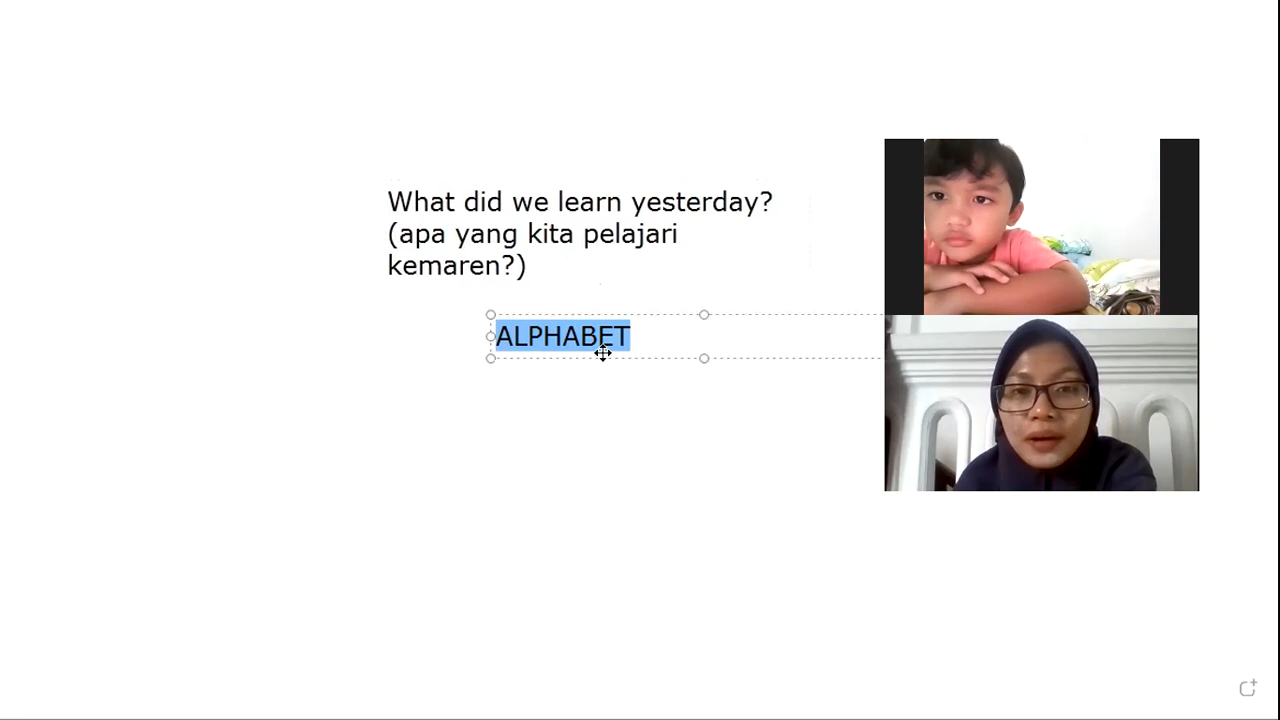 What did we learn yesterday?
(apa yang kita pelajari
kemaren?)
ALPHABET